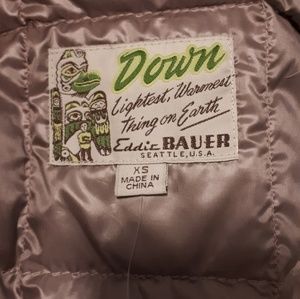 Down
Lightest, Warmest
Thing on Earth
Eddie BAUER
SEATTLE, U.S.A.
XS
MADE IN
CHINA